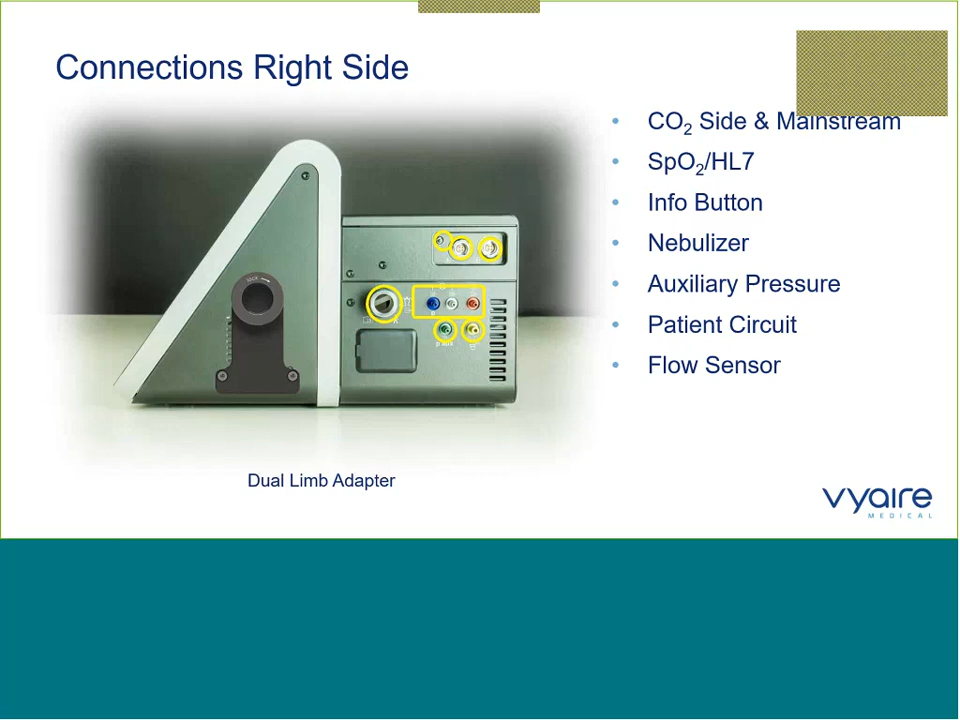 Connections Right Side
CO₂ Side & Mainstream
SpO₂/HL7
Info Button
Nebulizer
Auxiliary Pressure
Patient Circuit
Flow Sensor
Dual Limb Adapter
vyaire
MEDICAL